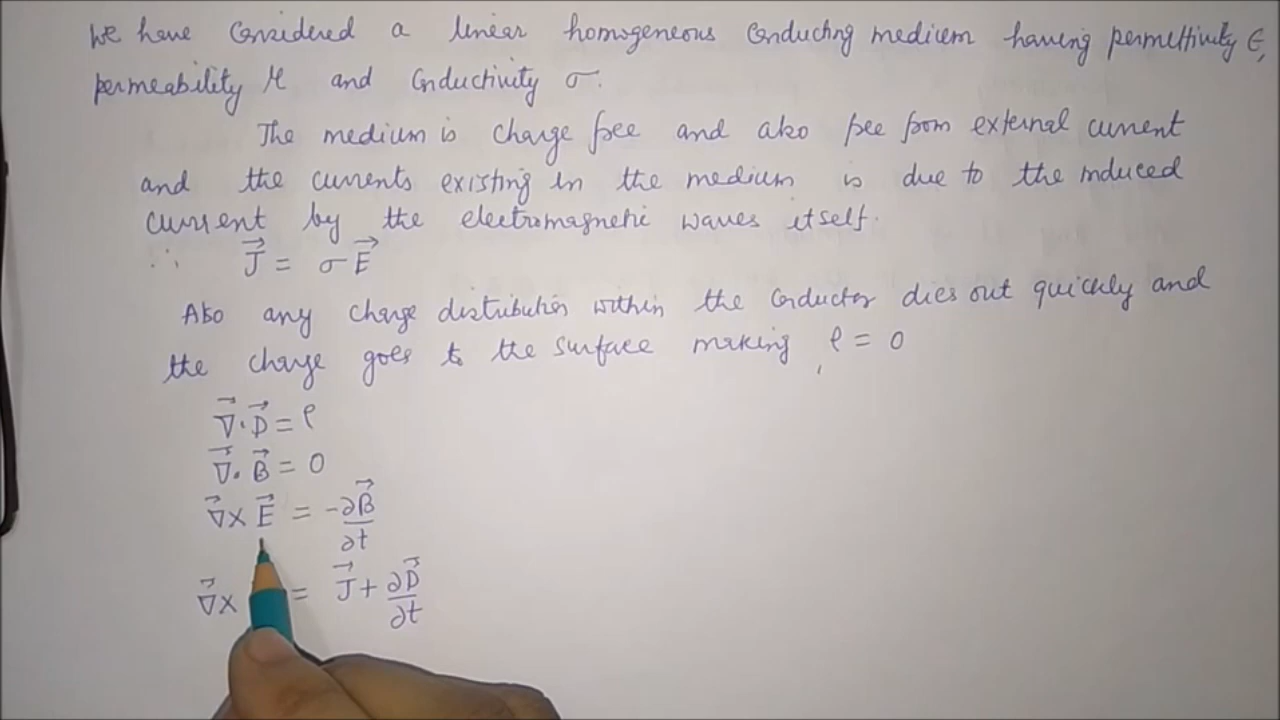 We have Considered a linear homogeneous Conducting medium having permittivity ϵ,
permeability μ and Conductivity σ.
The medium is charge free and also free from external current
and the currents existing in the medium is due to the induced
current by the electromagnetic waves itself.
∴ J⃗ = σE⃗
Also any charge distribution within the Conductor dies out quickly and
the charge goes to the surface making, ρ = 0
∇⃗·D⃗ = ρ
∇⃗·B⃗ = 0
∇⃗×E⃗ = -∂B⃗/∂t
∇⃗× = J⃗ + ∂D⃗/∂t